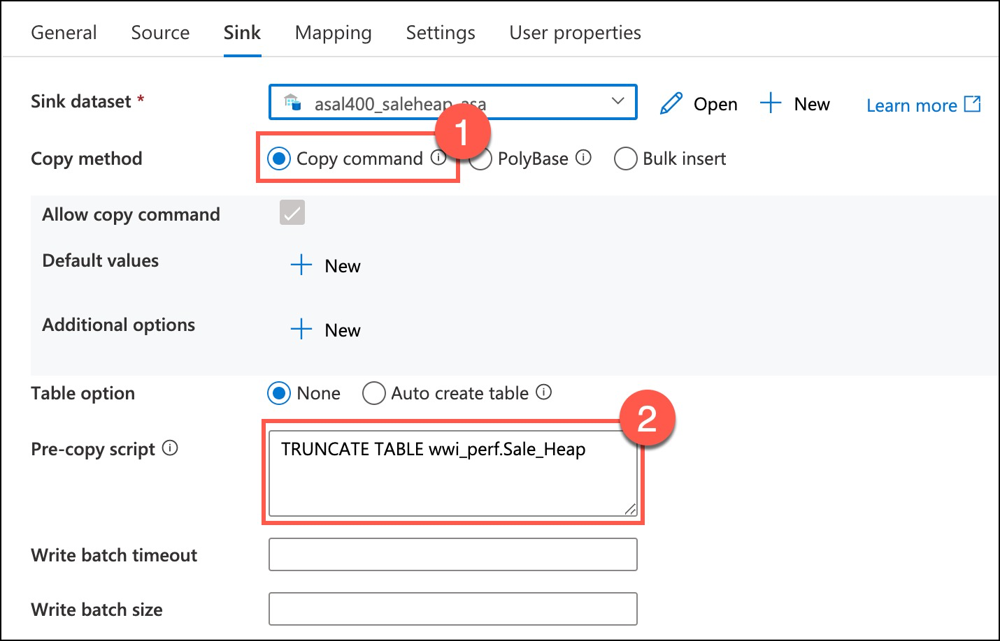 General Source Sink Mapping Settings User properties
Sink dataset * asal400_saleheap_asa Open New Learn more
1
Copy method Copy command PolyBase Bulk insert
Allow copy command
Default values New
Additional options New
Table option None Auto create table
2
Pre-copy script TRUNCATE TABLE wwi_perf.Sale_Heap
Write batch timeout
Write batch size